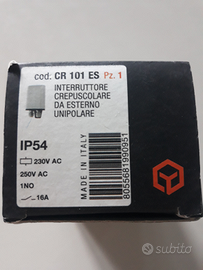 cod: CR 101 ES Pz. 1
INTERRUTTORE
CREPUSCOLARE
DA ESTERNO
UNIPOLARE
IP54
230V AC
250V AC
1NO
16A
MADE IN ITALY
8055681990951
subito